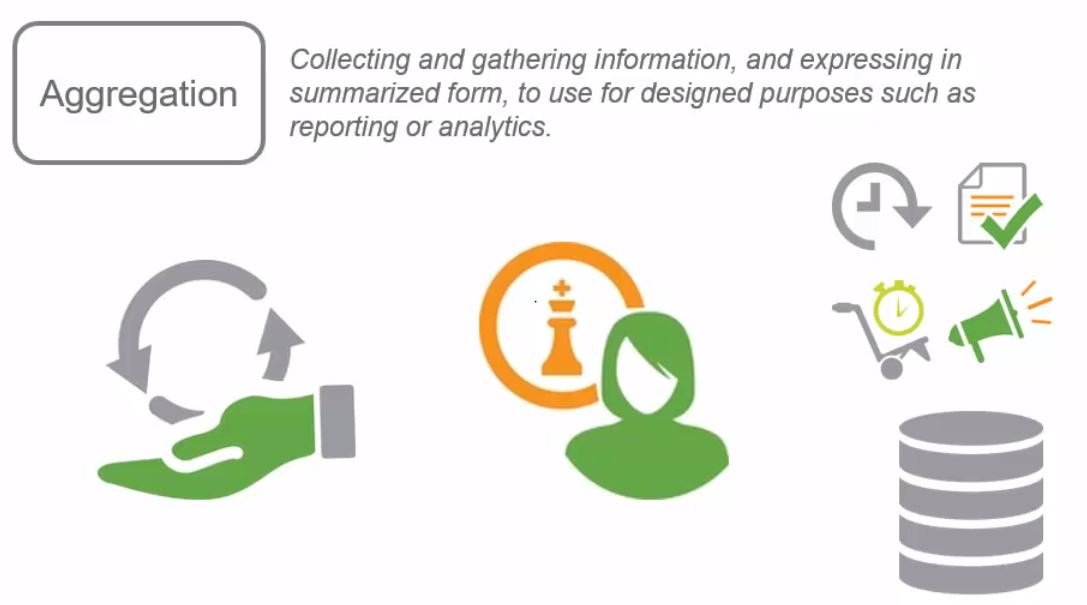 Aggregation
Collecting and gathering information, and expressing in
summarized form, to use for designed purposes such as
reporting or analytics.